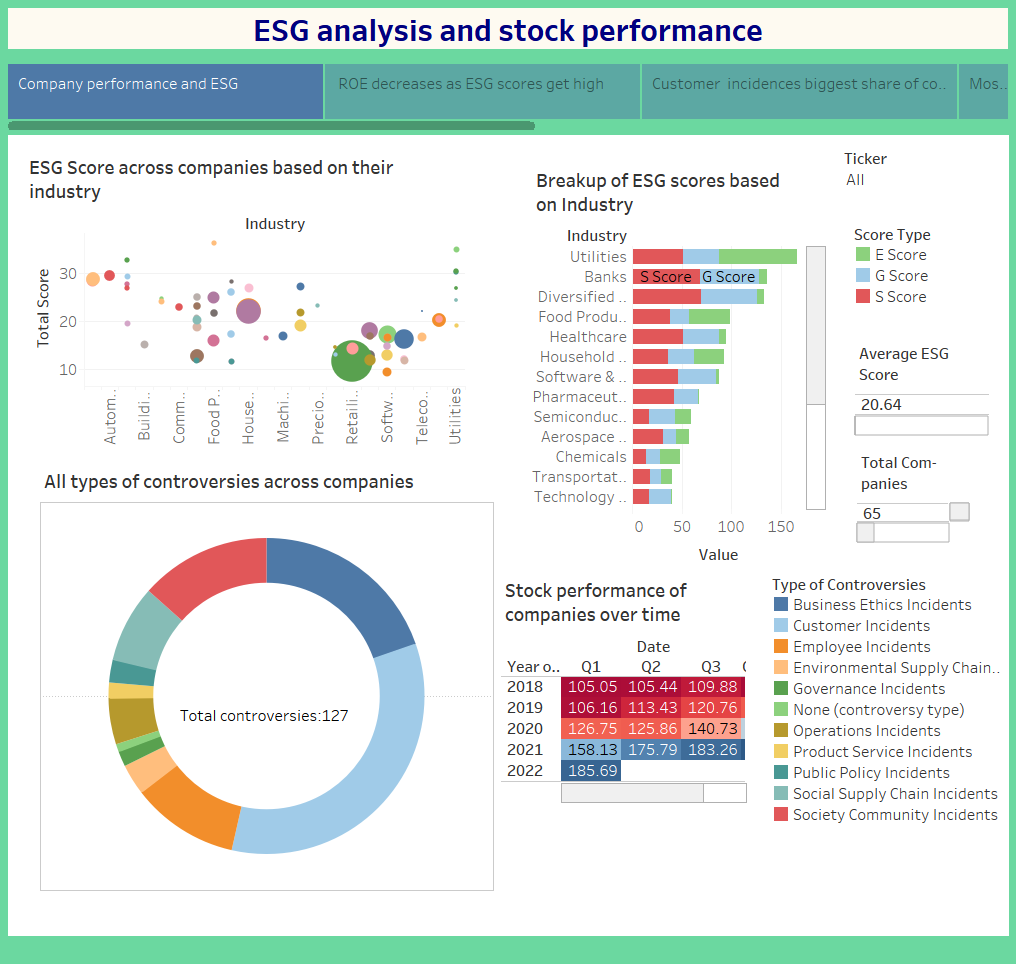 ESG analysis and stock performance
Company performance and ESG
ROE decreases as ESG scores get high
Customer incidences biggest share of co..
Mos..
ESG Score across companies based on their
industry
Industry
Total Score
30
20
10
Autom..
Buildi..
Comm..
Food P..
House..
Machi..
Precio..
Retaili..
Softw..
Teleco..
Utilities
Breakup of ESG scores based
on Industry
Industry
Utilities
Banks
S Score
G Score
Diversified ..
Food Produ..
Healthcare
Household ..
Software & ..
Pharmaceut..
Semiconduc..
Aerospace ..
Chemicals
Transportat..
Technology ..
0 50 100 150
Value
Ticker
All
Score Type
E Score
G Score
S Score
Average ESG
Score
20.64
Total Com-
panies
65
All types of controversies across companies
Total controversies:127
Stock performance of
companies over time
Date
Year o.. Q1 Q2 Q3
2018 105.05 105.44 109.88
2019 106.16 113.43 120.76
2020 126.75 125.86 140.73
2021 158.13 175.79 183.26
2022 185.69
Type of Controversies
Business Ethics Incidents
Customer Incidents
Employee Incidents
Environmental Supply Chain..
Governance Incidents
None (controversy type)
Operations Incidents
Product Service Incidents
Public Policy Incidents
Social Supply Chain Incidents
Society Community Incidents